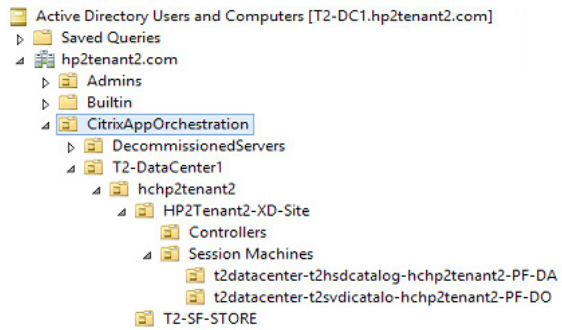 Active Directory Users and Computers [T2-DC1.hp2tenant2.com]
Saved Queries
hp2tenant2.com
Admins
Builtin
CitrixAppOrchestration
DecommissionedServers
T2-DataCenter1
hchp2tenant2
HP2Tenant2-XD-Site
Controllers
Session Machines
t2datacenter-t2hsdcatalog-hchp2tenant2-PF-DA
t2datacenter-t2svdicatalo-hchp2tenant2-PF-DO
T2-SF-STORE